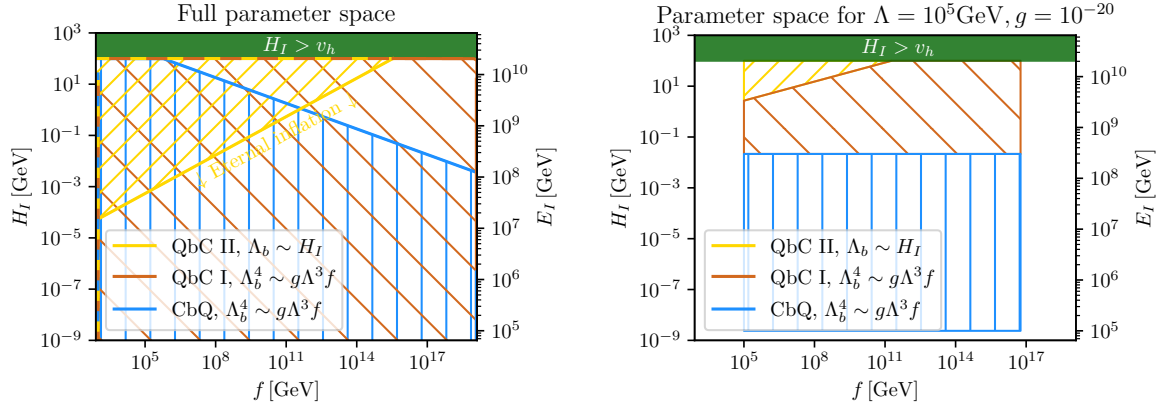 Full parameter space
H_I > v_h
10^3
10^1
10^-1
10^-3
10^-5
10^-7
10^-9
H_I [GeV]
10^10
10^9
10^8
10^7
10^6
10^5
E_I [GeV]
↓ Eternal inflation →
QbC II, Λ_b ∼ H_I
QbC I, Λ_b^4 ∼ gΛ^3 f
CbQ, Λ_b^4 ∼ gΛ^3 f
10^5 10^8 10^11 10^14 10^17
f [GeV]
Parameter space for Λ = 10^5GeV, g = 10^-20
H_I > v_h
10^3
10^1
10^-1
10^-3
10^-5
10^-7
10^-9
H_I [GeV]
10^10
10^9
10^8
10^7
10^6
10^5
E_I [GeV]
QbC II, Λ_b ∼ H_I
QbC I, Λ_b^4 ∼ gΛ^3 f
CbQ, Λ_b^4 ∼ gΛ^3 f
10^5 10^8 10^11 10^14 10^17
f [GeV]